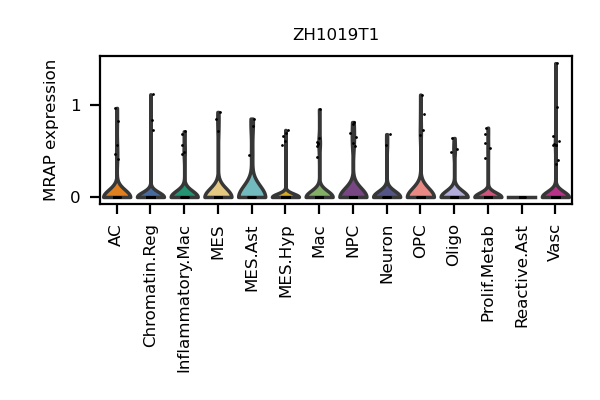 ZH1019T1
MRAP expression
1
0
AC
Chromatin.Reg
Inflammatory.Mac
MES
MES.Ast
MES.Hyp
Mac
NPC
Neuron
OPC
Oligo
Prolif.Metab
Reactive.Ast
Vasc